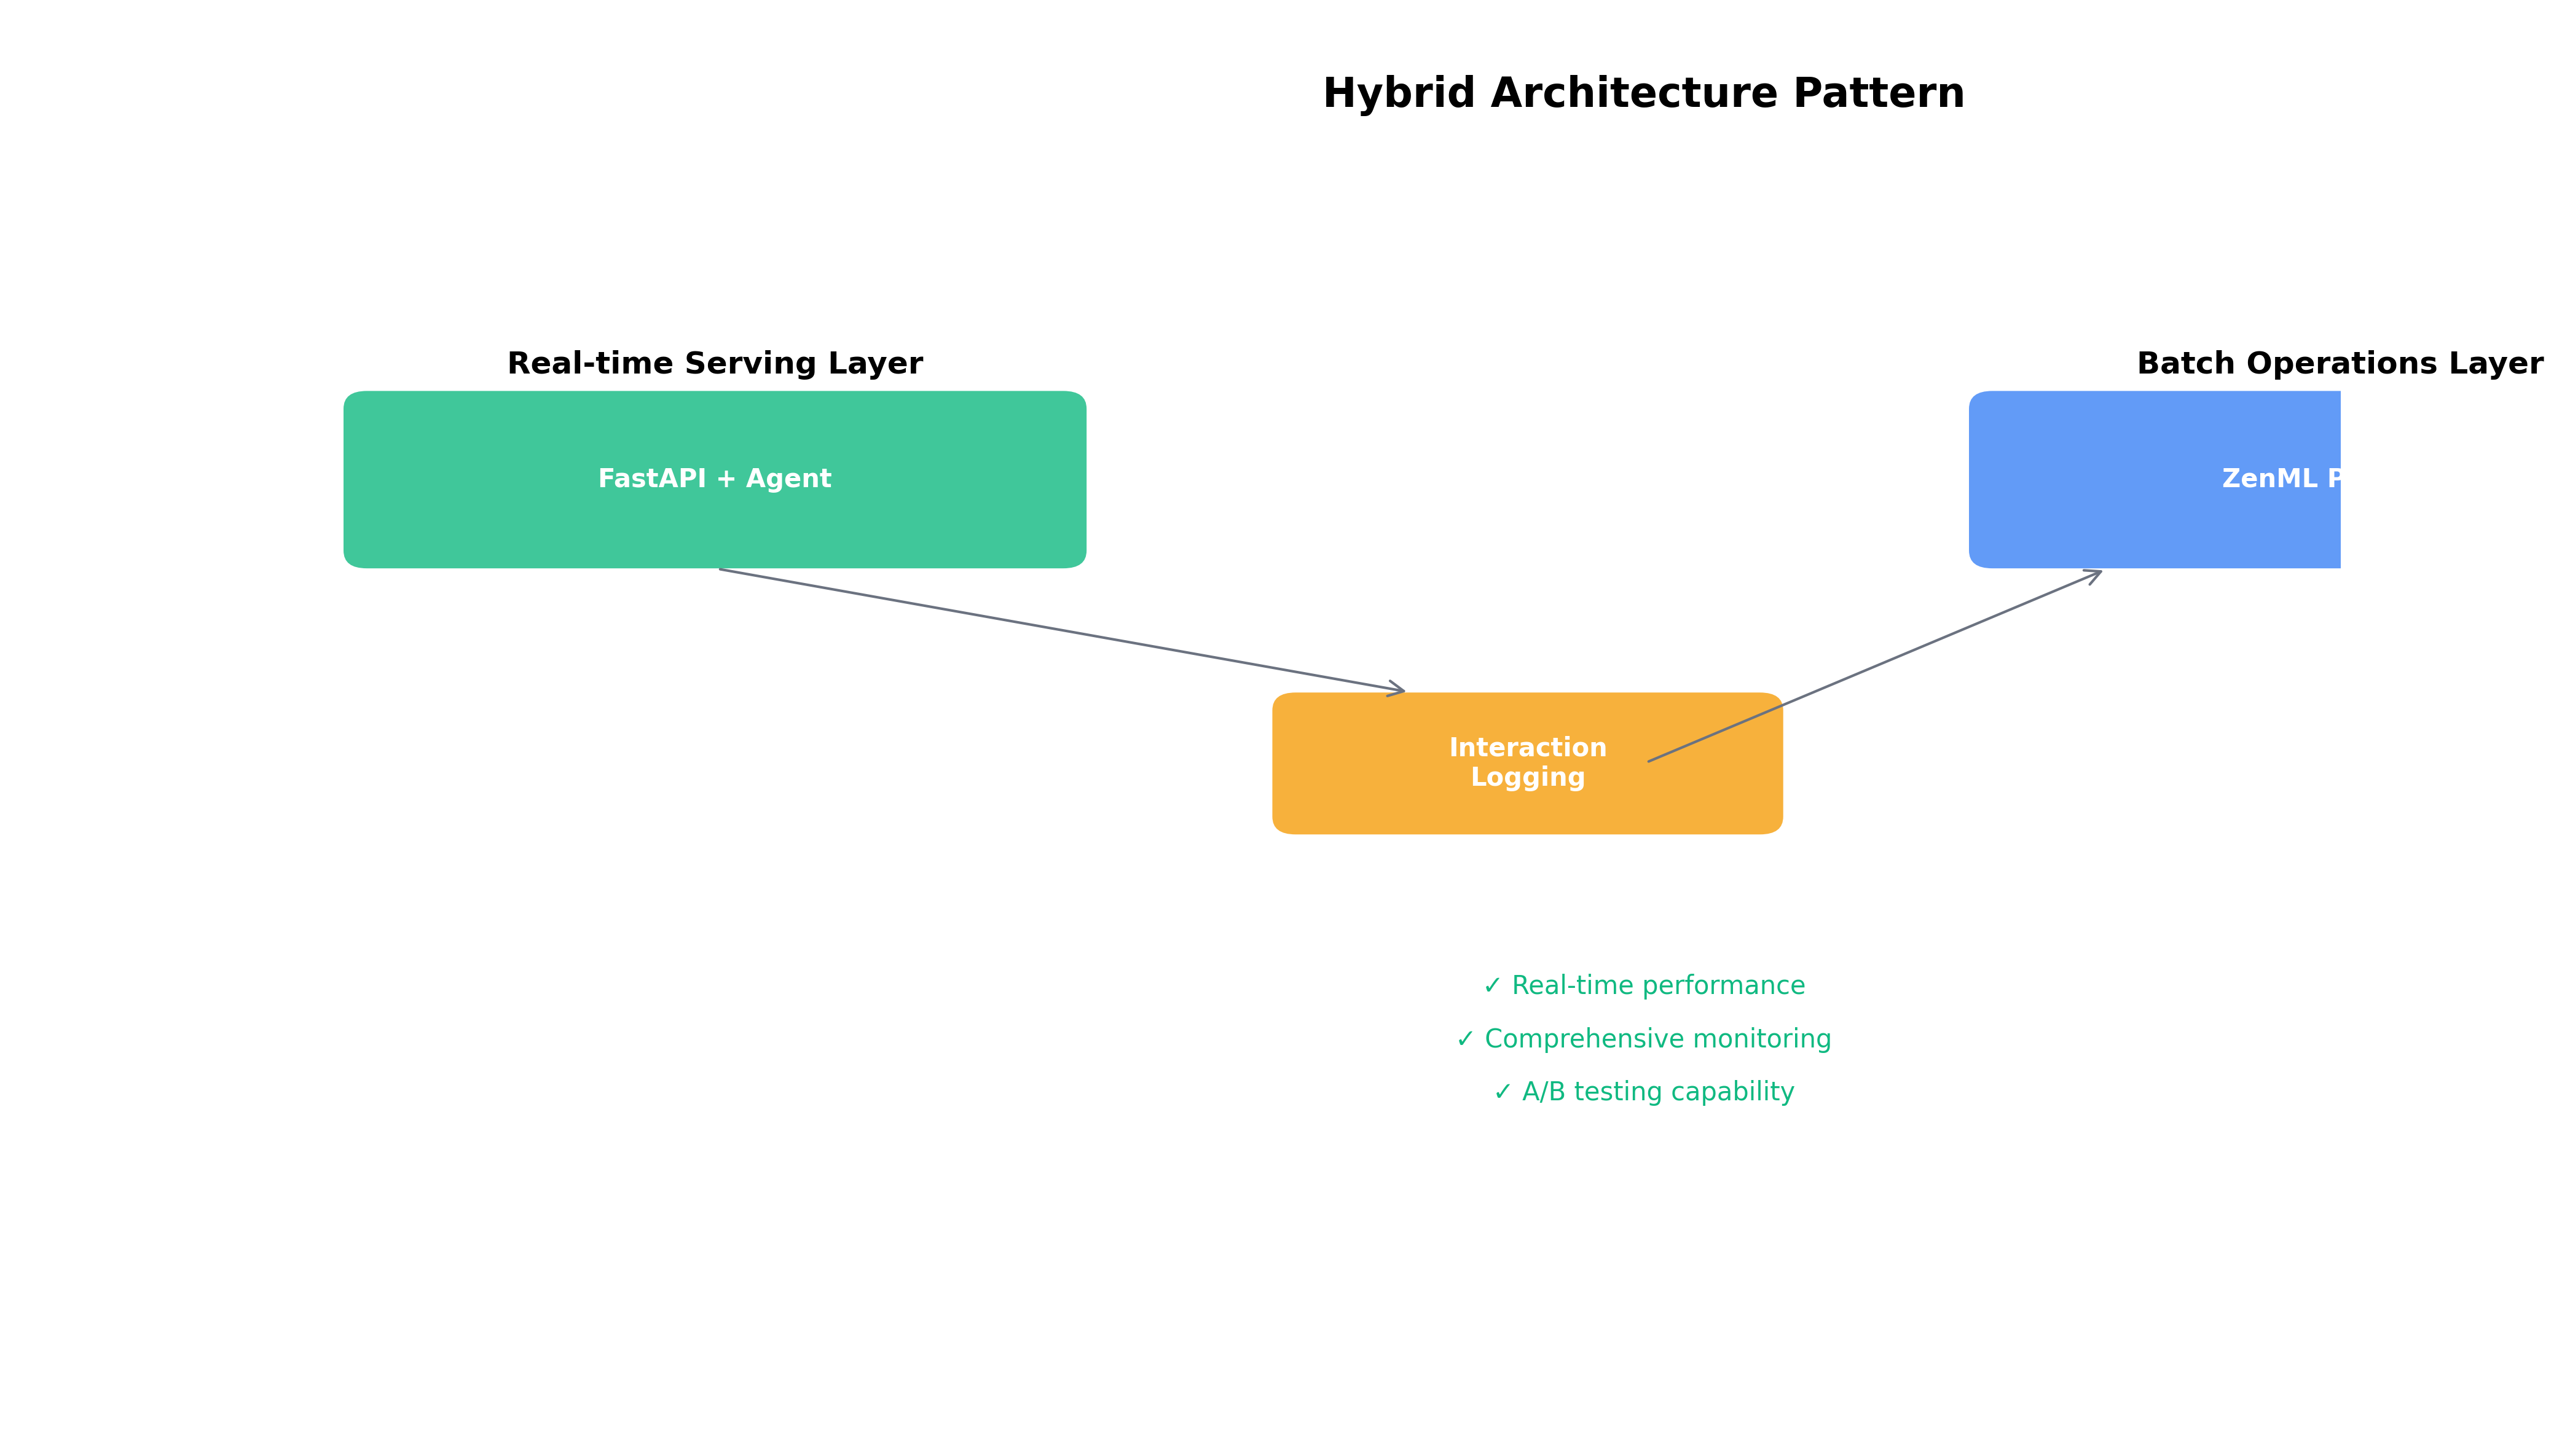 Hybrid Architecture Pattern
Real-time Serving Layer
Batch Operations Layer
FastAPI + Agent
ZenML P
Interaction
Logging
✓ Real-time performance
✓ Comprehensive monitoring
✓ A/B testing capability